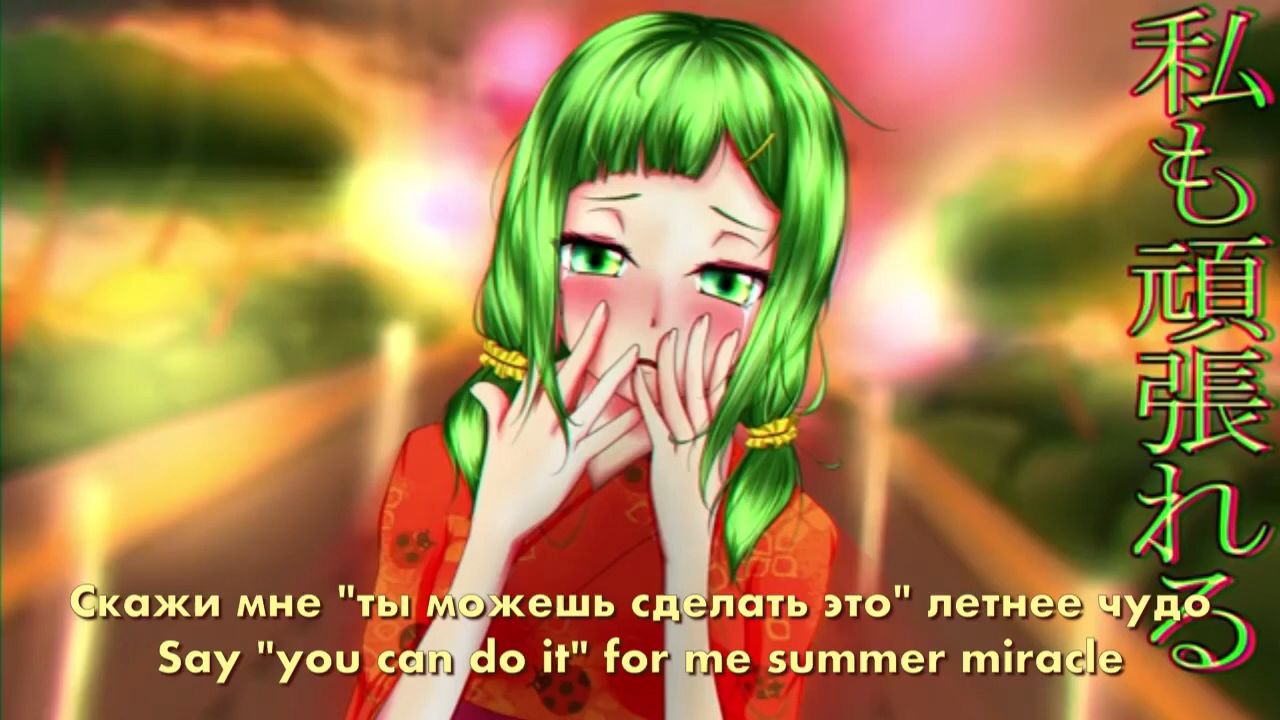 私も頑張れる
Скажи мне "ты можешь сделать это" летнее чудо
Say "you can do it" for me summer miracle